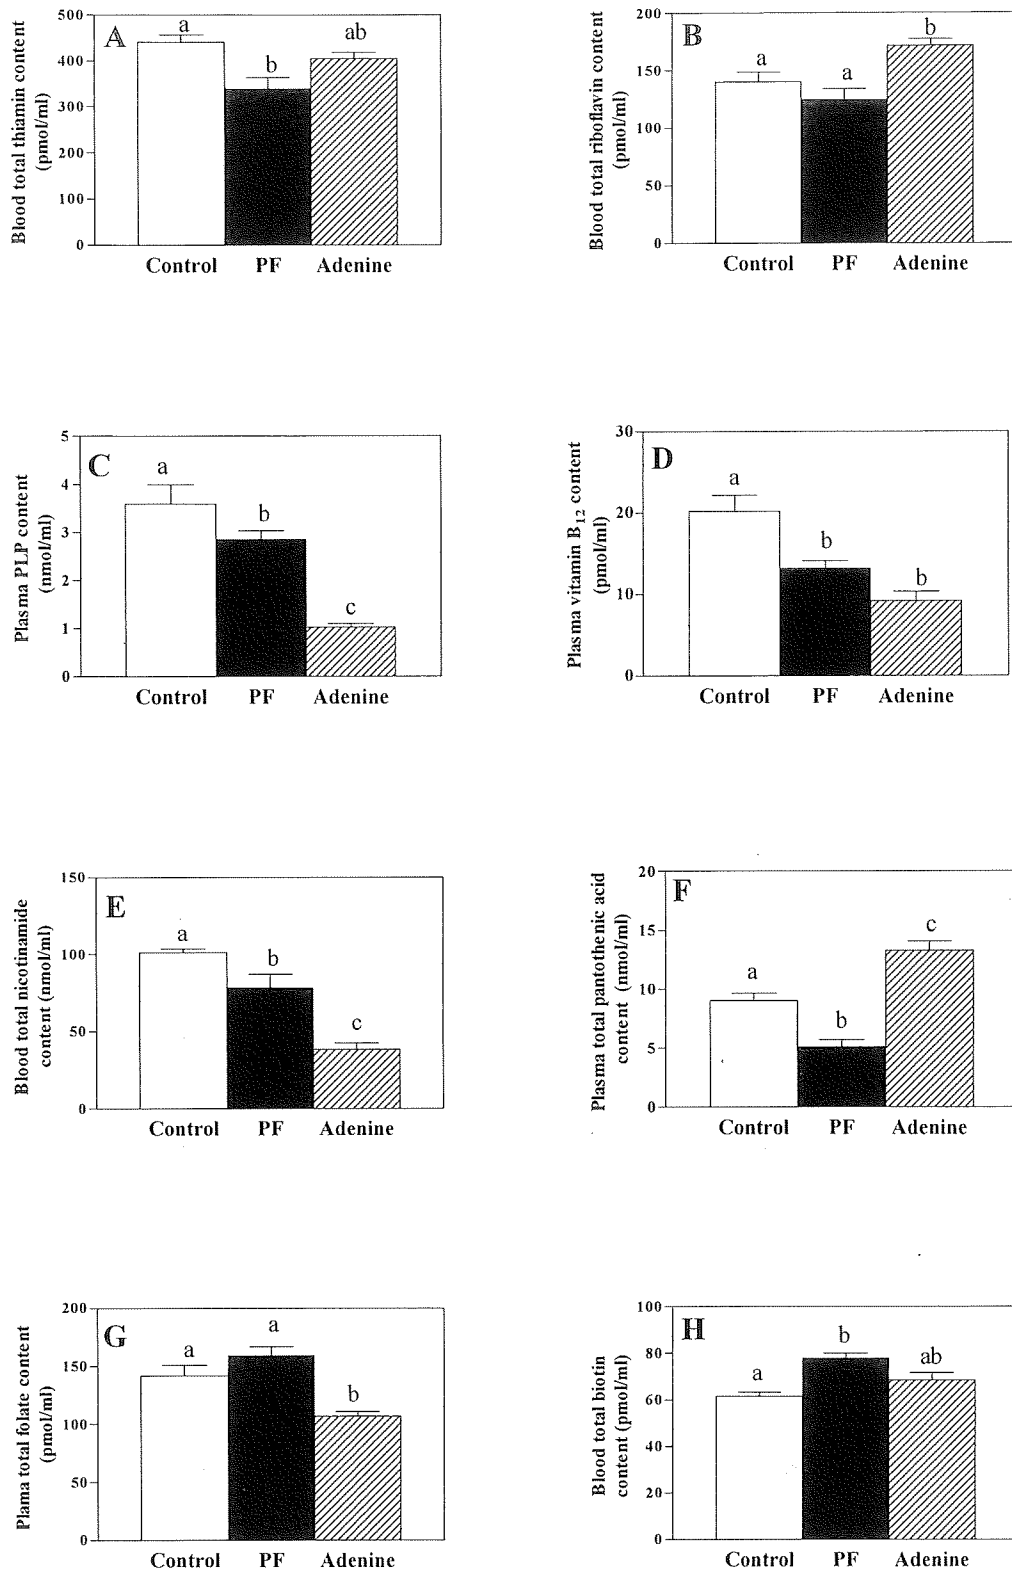 A
Blood total thiamin content
(pmol/ml)
500
400
300
200
100
0
a
b
ab
Control PF Adenine
B
Blood total riboflavin content
(pmol/ml)
200
150
100
50
0
a
a
b
Control PF Adenine
C
Plasma PLP content
(nmol/ml)
5
4
3
2
1
0
a
b
c
Control PF Adenine
D
Plasma vitamin B12 content
(pmol/ml)
30
20
10
0
a
b
b
Control PF Adenine
E
Blood total nicotinamide
content (nmol/ml)
150
100
50
0
a
b
c
Control PF Adenine
F
Plasma total pantothenic acid
content (nmol/ml)
20
15
10
5
0
a
b
c
Control PF Adenine
G
Plama total folate content
(pmol/ml)
200
150
100
50
0
a
a
b
Control PF Adenine
H
Blood total biotin
content (pmol/ml)
100
80
60
40
20
0
a
b
ab
Control PF Adenine